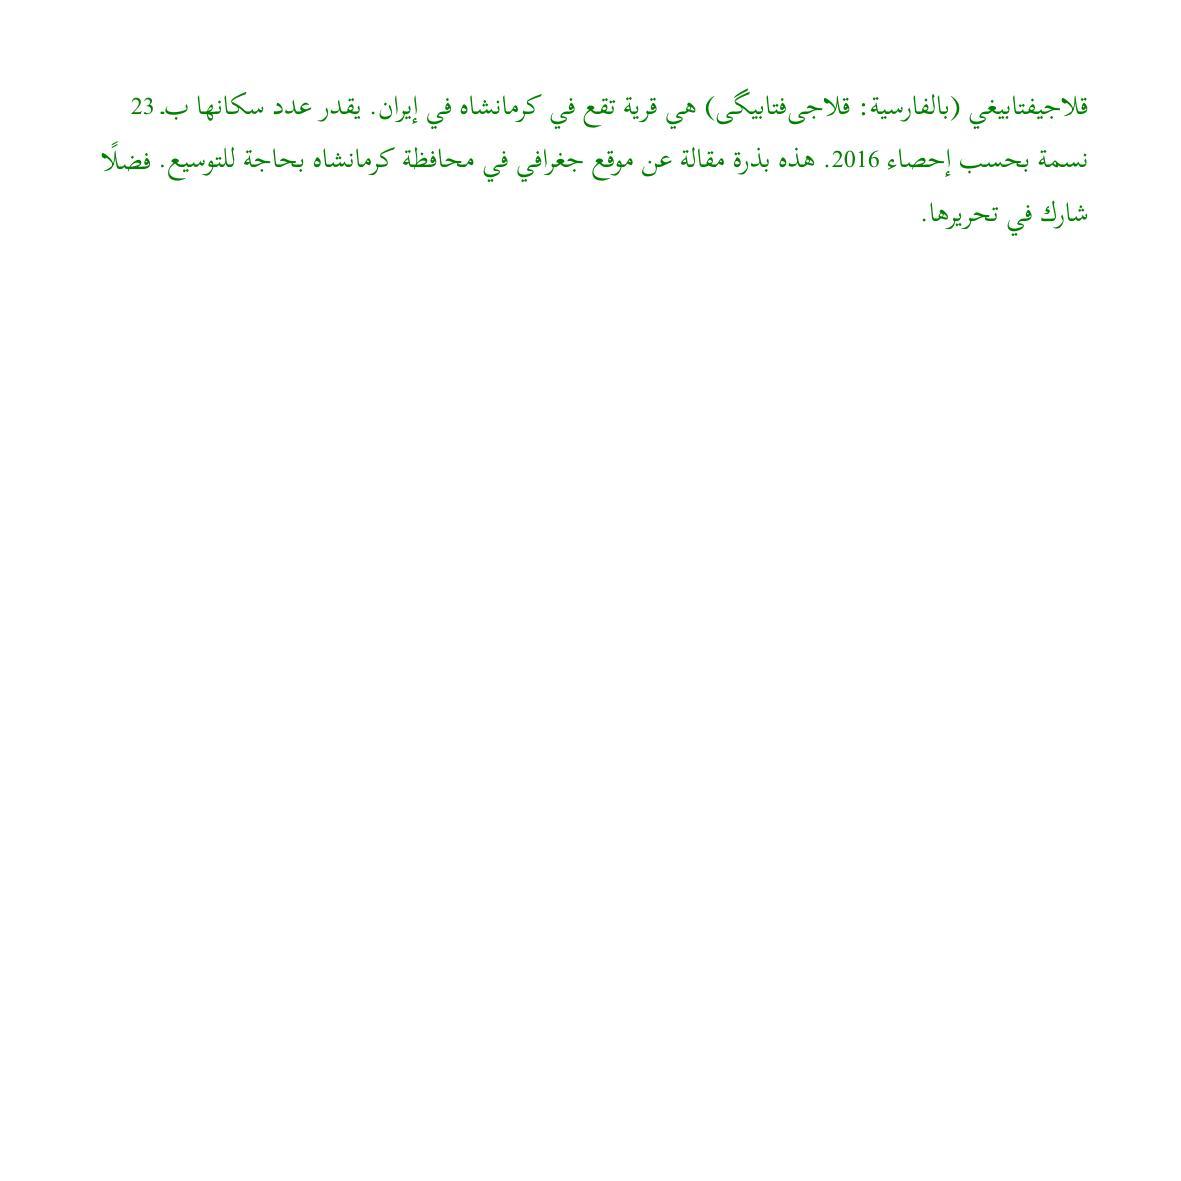 قلاجيفتابيغي (بالفارسية: قلاجی‌فتابیگی) هي قرية تقع في كرمانشاه في إيران. يقدر عدد سكانها بـ 23
نسمة بحسب إحصاء 2016. هذه بذرة مقالة عن موقع جغرافي في محافظة كرمانشاه بحاجة للتوسيع. فضلًا
شارك في تحريرها.